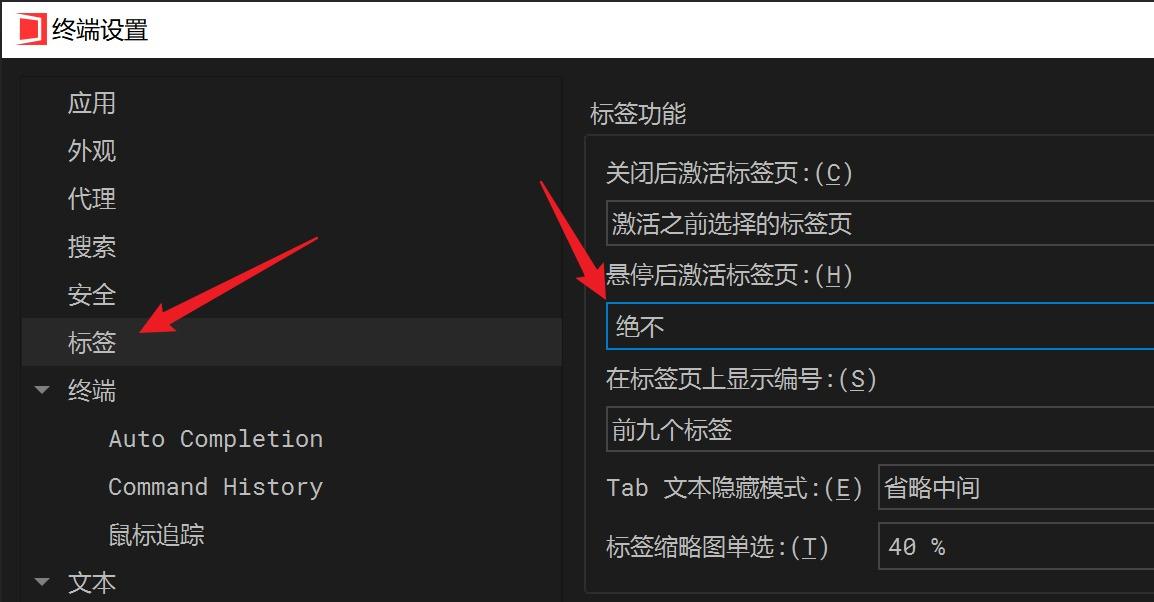 终端设置
应用
外观
代理
搜索
安全
标签
终端
Auto Completion
Command History
鼠标追踪
文本
标签功能
关闭后激活标签页:(C)
激活之前选择的标签页
悬停后激活标签页:(H)
绝不
在标签页上显示编号:(S)
前九个标签
Tab 文本隐藏模式:(E) 省略中间
标签缩略图单选:(T) 40 %